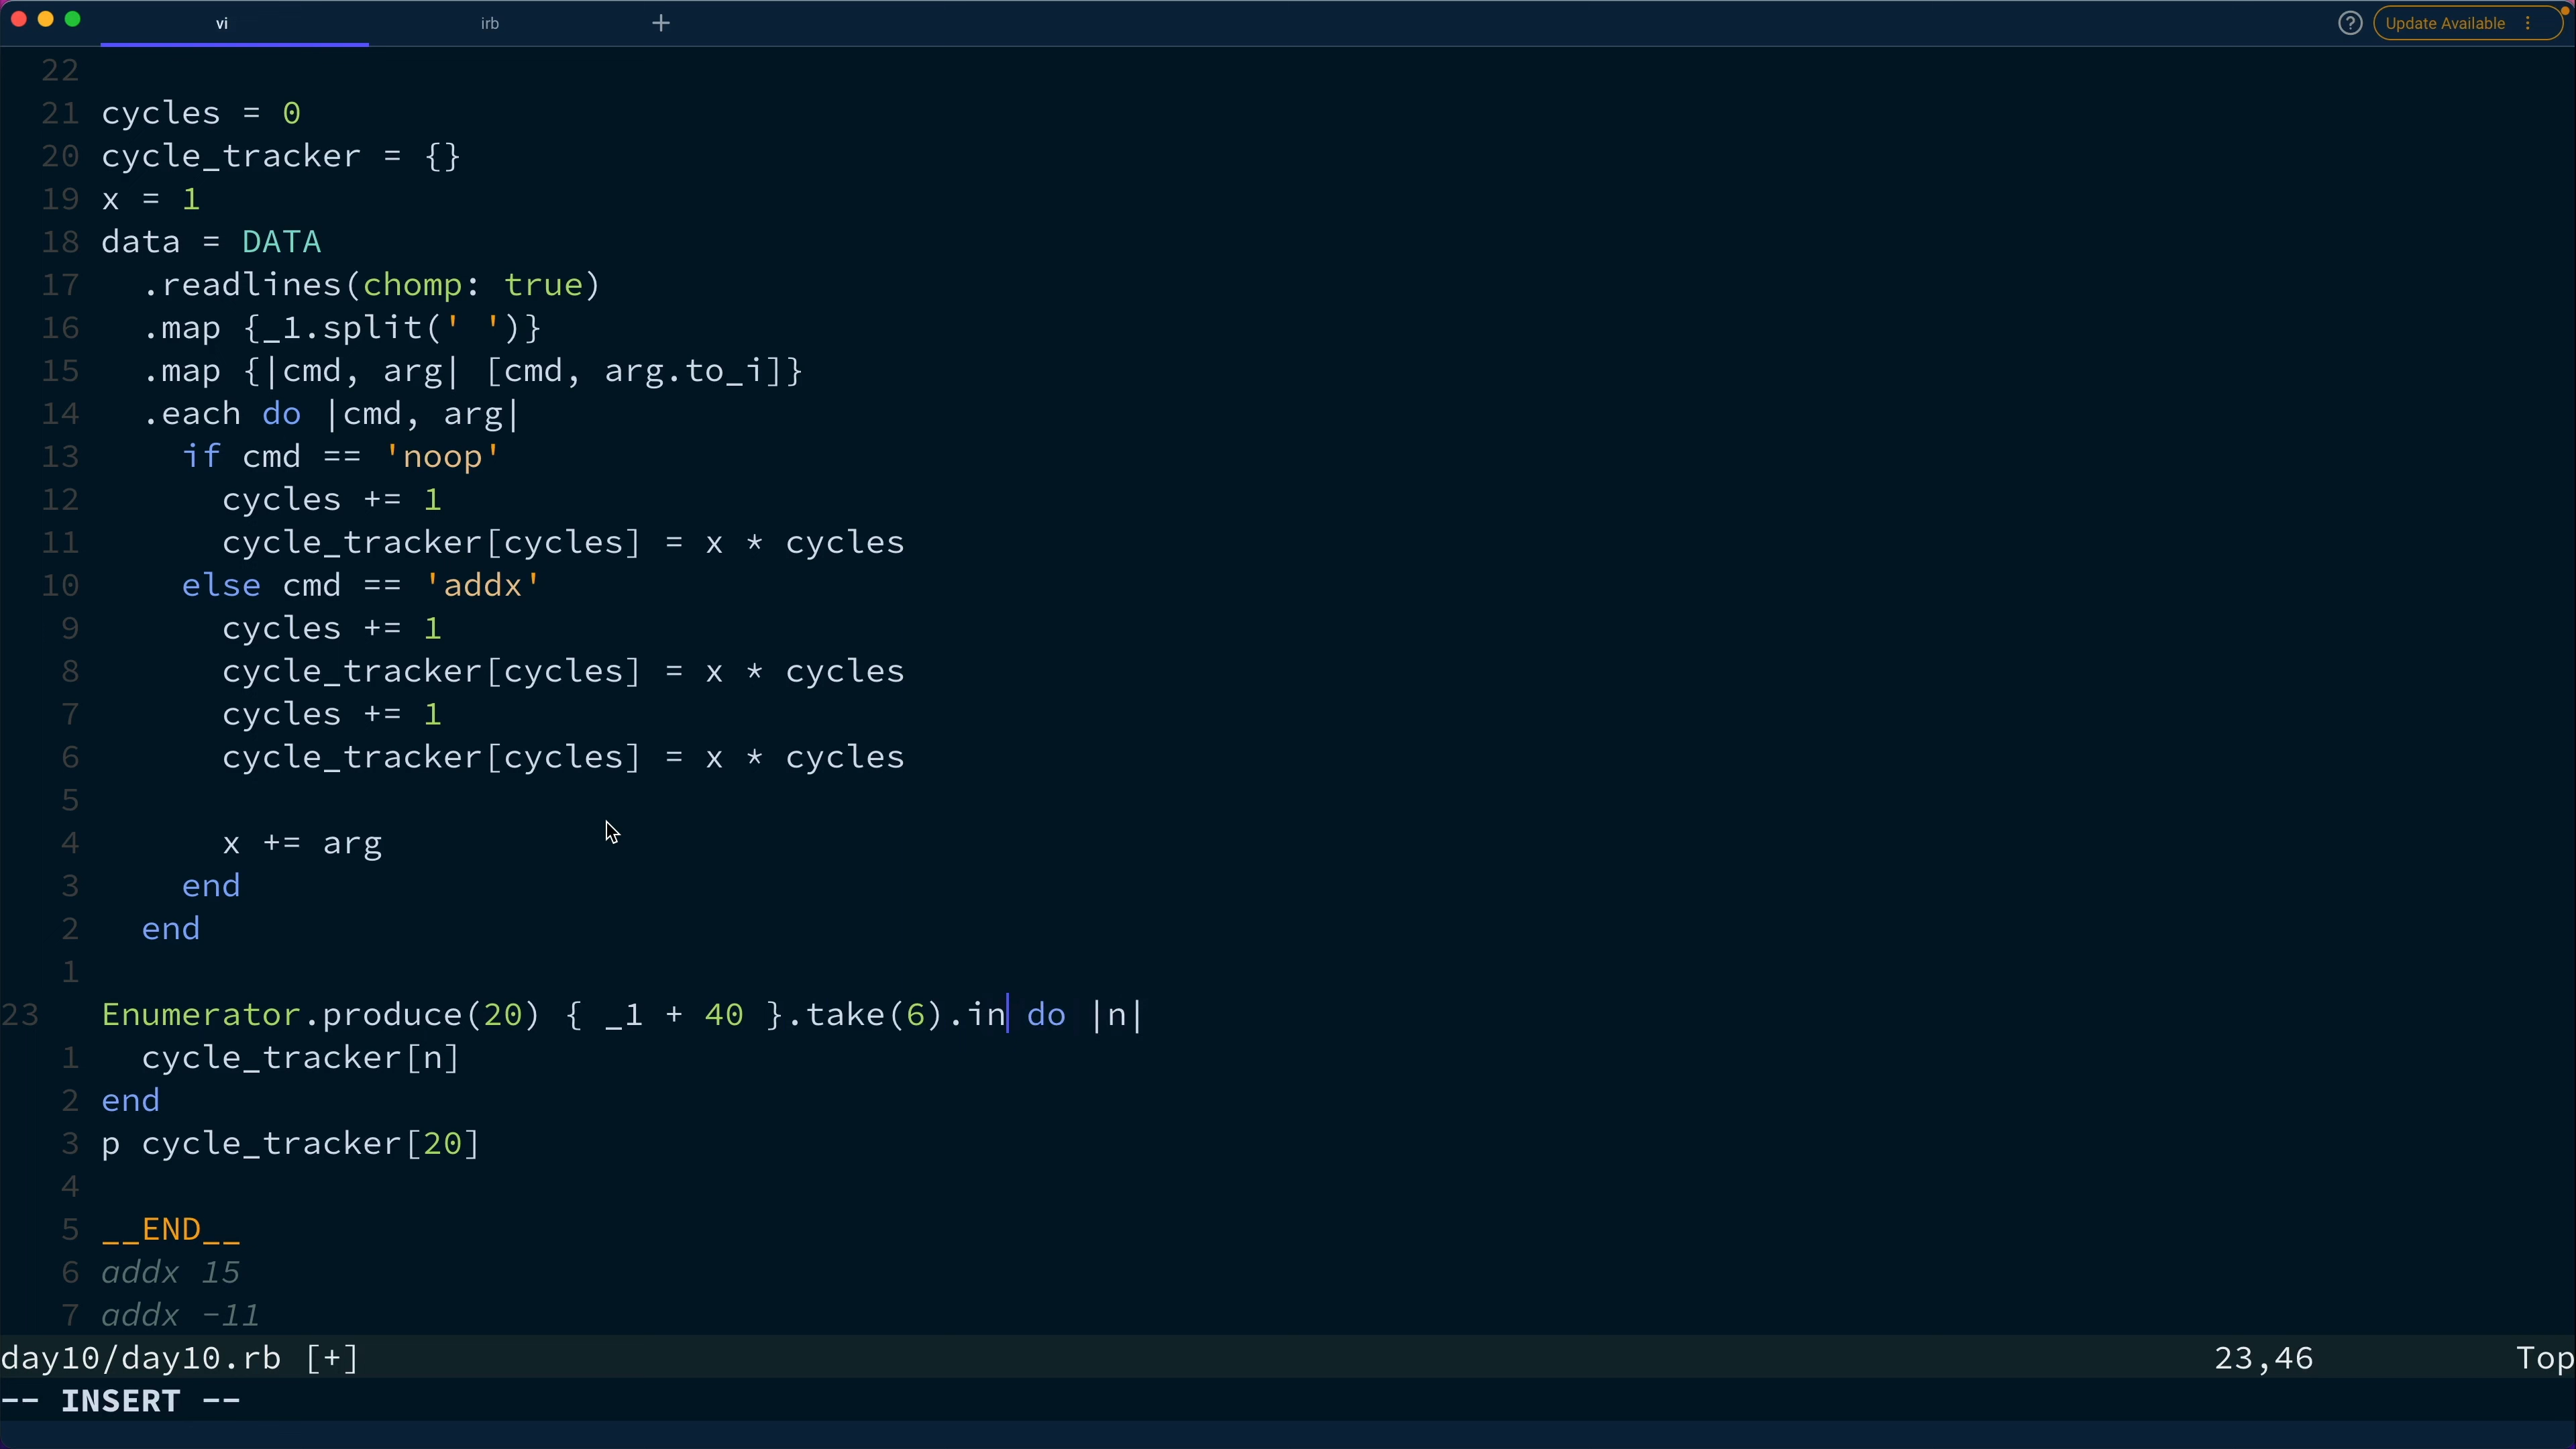 vi irb + ? Update Available ⋮
22
21 cycles = 0
20 cycle_tracker = {}
19 x = 1
18 data = DATA
17   .readlines(chomp: true)
16   .map {_1.split(' ')}
15   .map {|cmd, arg| [cmd, arg.to_i]}
14   .each do |cmd, arg|
13     if cmd == 'noop'
12       cycles += 1
11       cycle_tracker[cycles] = x * cycles
10     else cmd == 'addx'
9       cycles += 1
8       cycle_tracker[cycles] = x * cycles
7       cycles += 1
6       cycle_tracker[cycles] = x * cycles
5
4       x += arg
3     end
2   end
1
23 Enumerator.produce(20) { _1 + 40 }.take(6).in do |n|
1   cycle_tracker[n]
2 end
3 p cycle_tracker[20]
4
5 __END__
6 addx 15
7 addx -11
day10/day10.rb [+] 23,46 Top
-- INSERT --